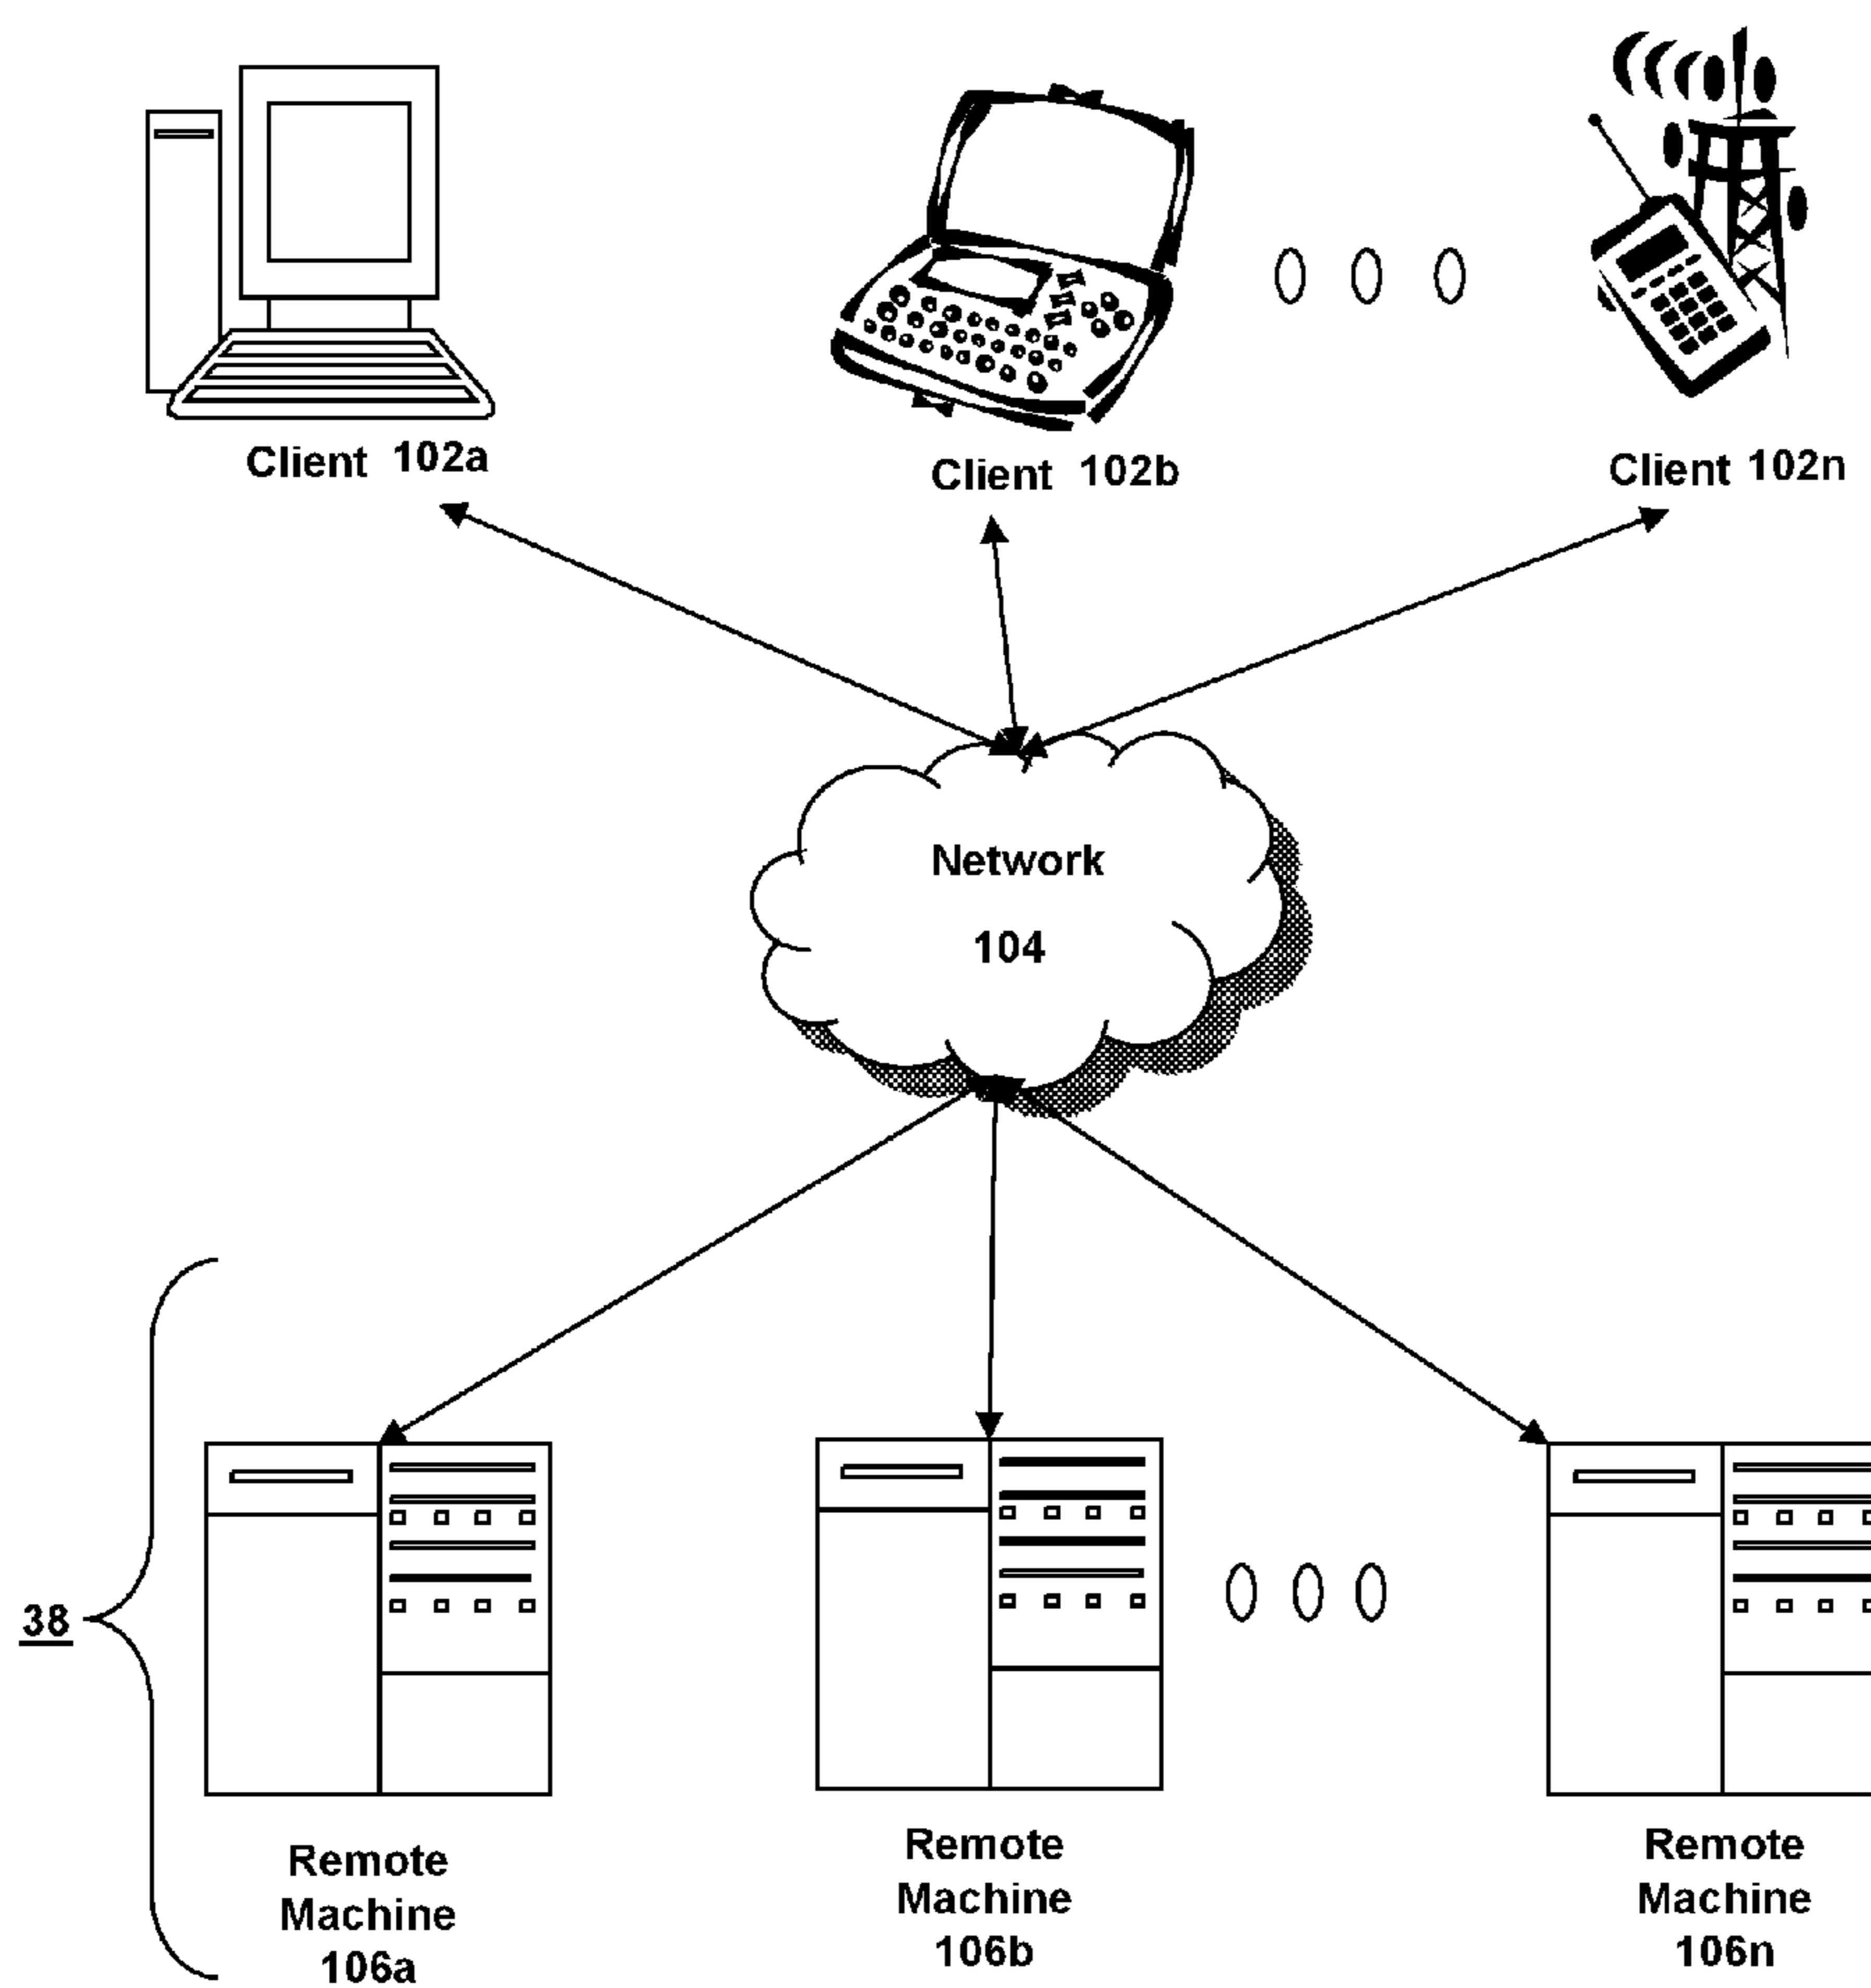 Client 102a
Client 102b
Client 102n
Network
104
38
Remote
Machine
106a
Remote
Machine
106b
Remote
Machine
106n